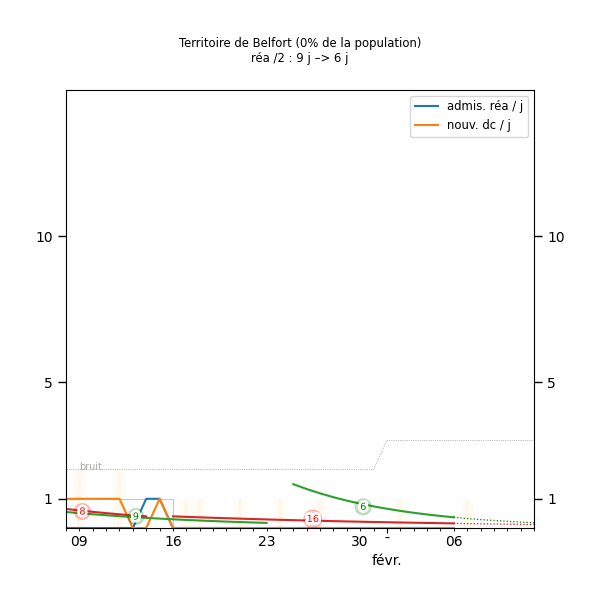 Territoire de Belfort (0% de la population)
réa /2 : 9 j –> 6 j
admis. réa / j
nouv. dc / j
10 10
5 5
bruit
1 1
8 9 16 6
09 16 23 30 - 06
févr.